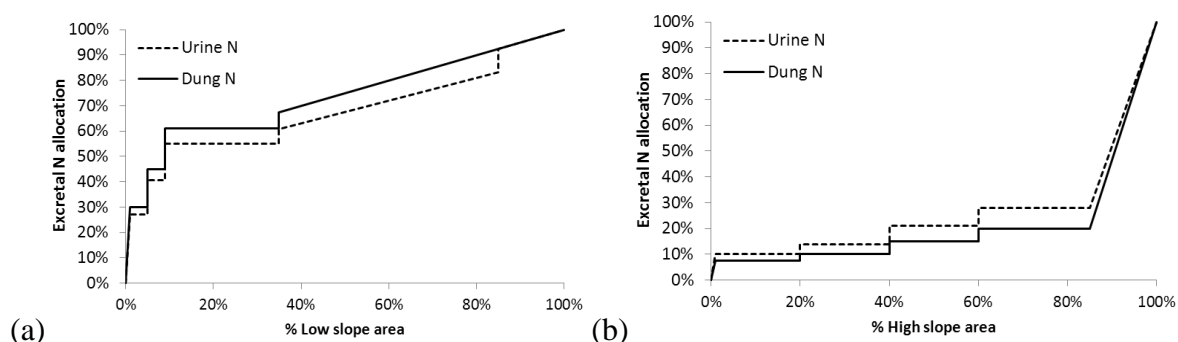 100%
90%
80%
70%
60%
50%
40%
30%
20%
10%
0%
Excretal N allocation
Urine N
Dung N
0% 20% 40% 60% 80% 100%
% Low slope area
(a)
100%
90%
80%
70%
60%
50%
40%
30%
20%
10%
0%
Excretal N allocation
Urine N
Dung N
0% 20% 40% 60% 80% 100%
% High slope area
(b)